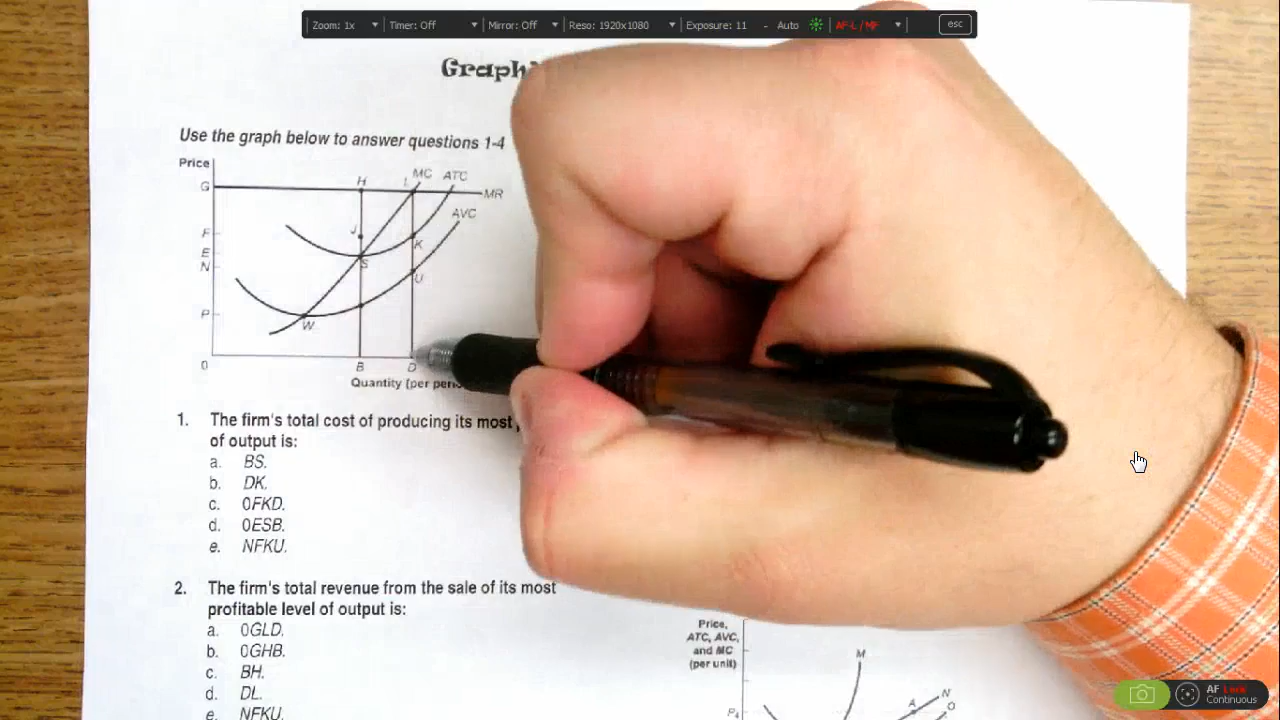 Zoom: 1x Timer: Off Mirror: Off Reso: 1920x1080 Exposure: 11 - Auto AF-L / MF esc
Use the graph below to answer questions 1-4
Price
H L MC ATC
G MR
AVC
J
F
K
E
S
N
U
P
W
0 B D
Quantity (per
1. The firm's total cost of producing its most
of output is:
a. BS.
b. DK.
c. 0FKD.
d. 0ESB.
e. NFKU.
2. The firm's total revenue from the sale of its most
profitable level of output is:
a. 0GLD.
b. 0GHB.
c. BH.
d. DL.
e. NFKU.
Price,
ATC, AVC,
and MC
(per unit)
M
N
A O
P4
AF Lock
Continuous